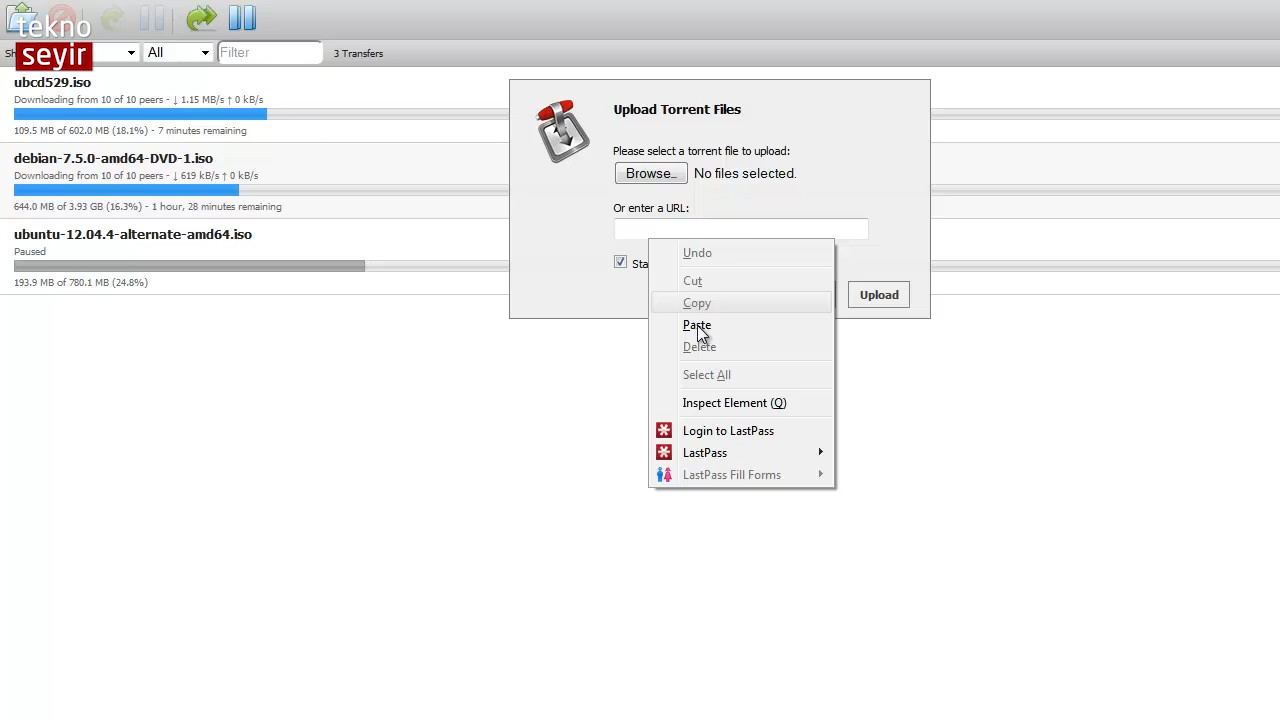 tekno
seyir
All
Filter
3 Transfers
ubcd529.iso
Downloading from 10 of 10 peers - ↓ 1.15 MB/s ↑ 0 kB/s
109.5 MB of 602.0 MB (18.1%) - 7 minutes remaining
debian-7.5.0-amd64-DVD-1.iso
Downloading from 10 of 10 peers - ↓ 619 kB/s ↑ 0 kB/s
644.0 MB of 3.93 GB (16.3%) - 1 hour, 28 minutes remaining
ubuntu-12.04.4-alternate-amd64.iso
Paused
193.9 MB of 780.1 MB (24.8%)
Upload Torrent Files
Please select a torrent file to upload:
Browse... No files selected.
Or enter a URL:
Sta
Upload
Undo
Cut
Copy
Paste
Delete
Select All
Inspect Element (Q)
Login to LastPass
LastPass
LastPass Fill Forms